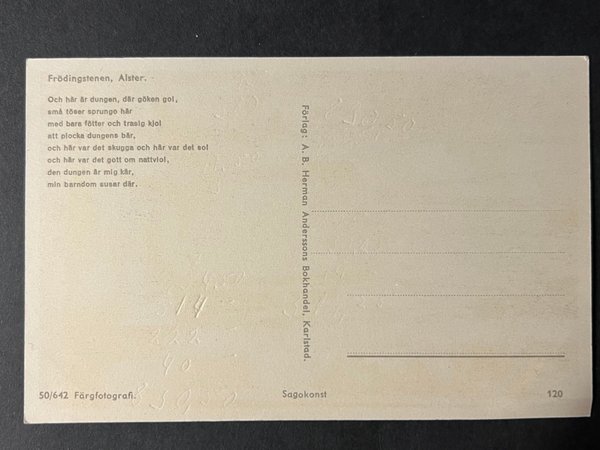 Frödingstenen, Alster.
Och här är dungen, där göken gol,
små töser sprungo här
med bara fötter och trasig kjol
att plocka dungens bär,
och här var det skugga och här var det sol
och här var det gott om nattviol,
den dungen är mig kär,
min barndom susar där.
Förlag: A. B. Herman Anderssons Bokhandel, Karlstad.
314
222
90
50/642 Färgfotografi.
Sagokonst
120